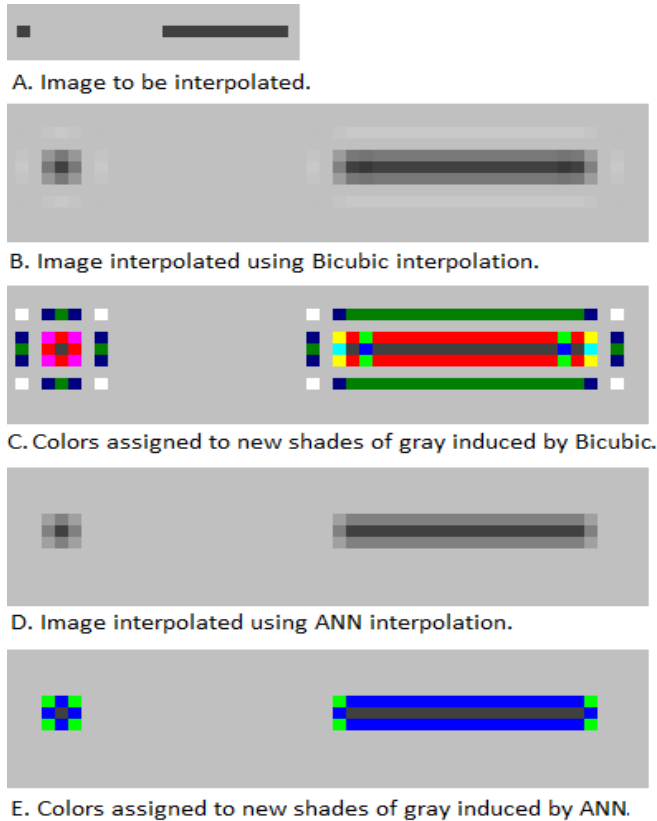 A. Image to be interpolated.
B. Image interpolated using Bicubic interpolation.
C. Colors assigned to new shades of gray induced by Bicubic.
D. Image interpolated using ANN interpolation.
E. Colors assigned to new shades of gray induced by ANN.